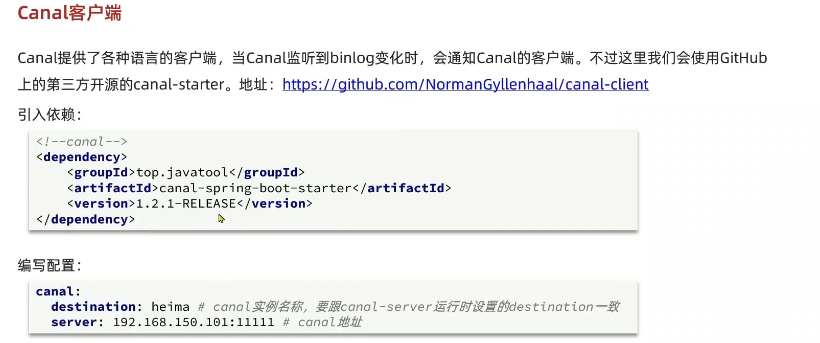 Canal客户端
Canal提供了各种语言的客户端，当Canal监听到binlog变化时，会通知Canal的客户端。不过这里我们会使用GitHub
上的第三方开源的canal-starter。地址：https://github.com/NormanGyllenhaal/canal-client
引入依赖：
<!--canal-->
<dependency>
    <groupId>top.javatool</groupId>
    <artifactId>canal-spring-boot-starter</artifactId>
    <version>1.2.1-RELEASE</version>
</dependency>
编写配置：
canal:
  destination: heima # canal实例名称，要跟canal-server运行时设置的destination一致
  server: 192.168.150.101:11111 # canal地址